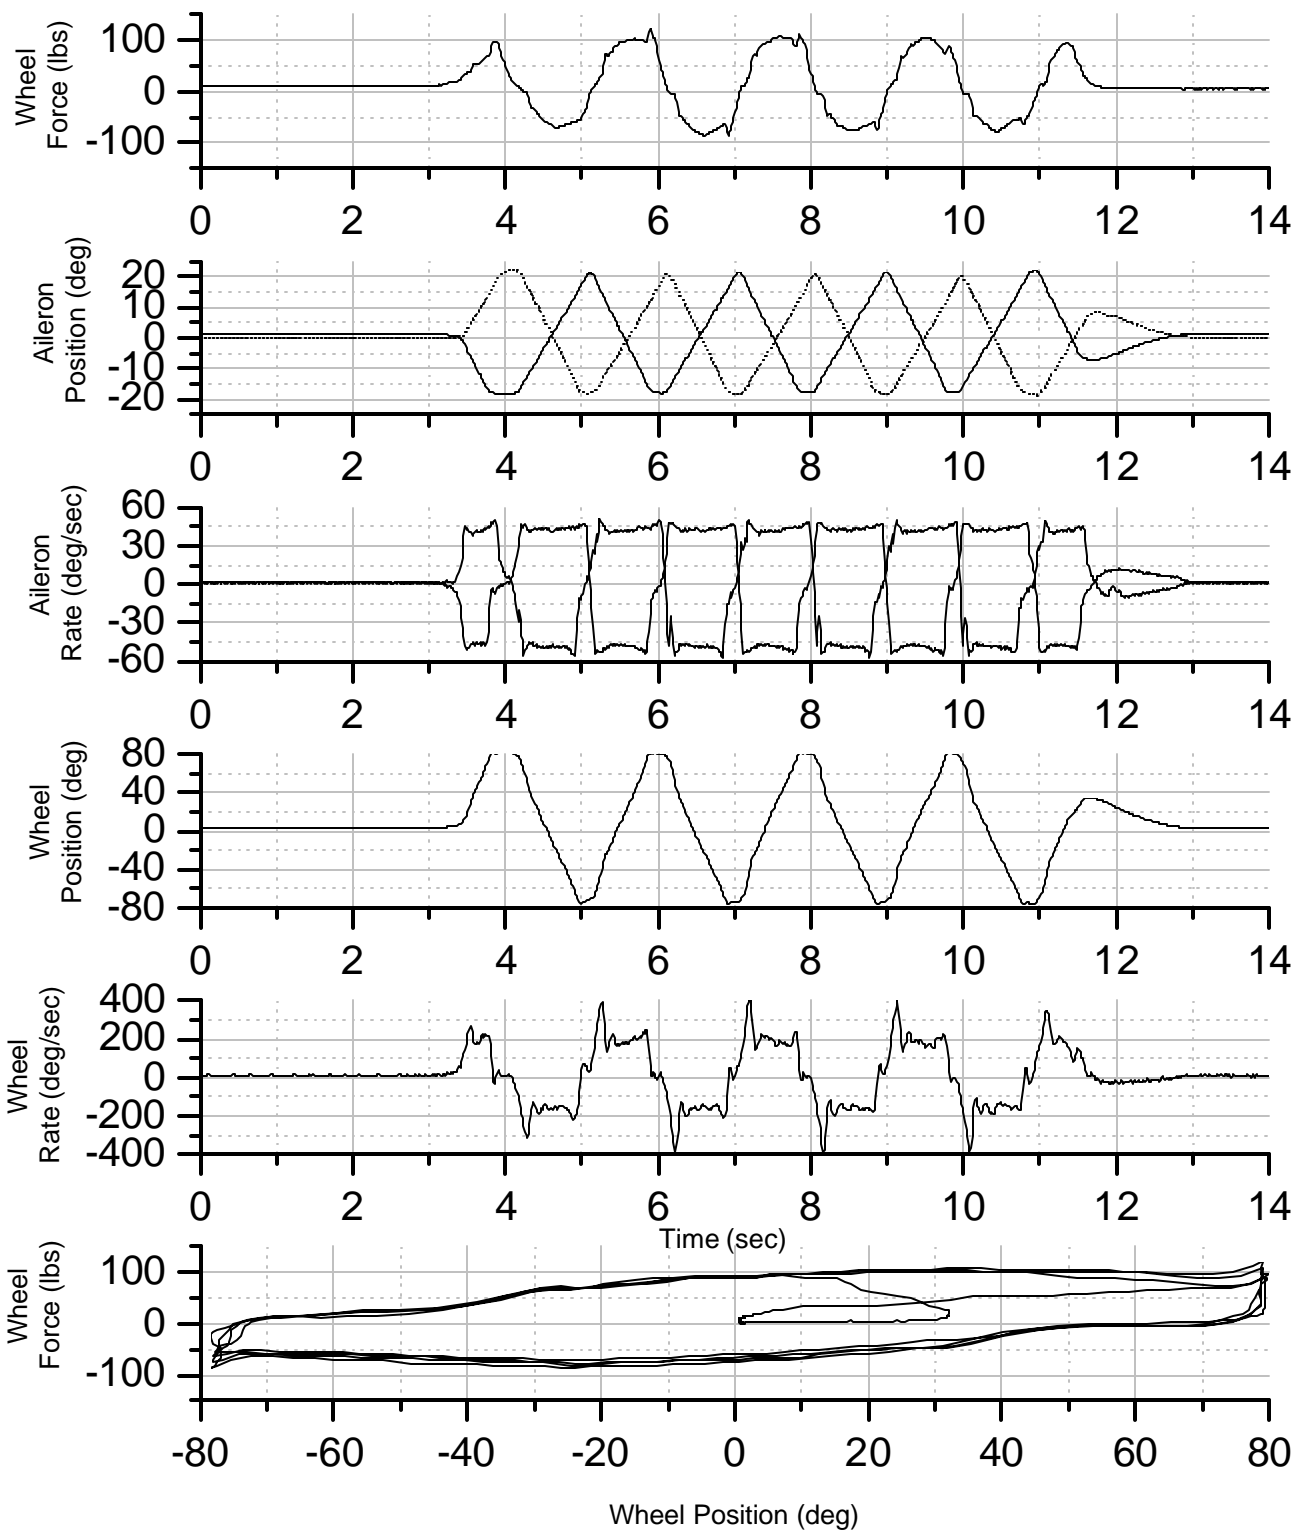 Wheel
Force (lbs)
100
0
-100
0 2 4 6 8 10 12 14
Aileron
Position (deg)
20
10
0
-10
-20
0 2 4 6 8 10 12 14
Aileron
Rate (deg/sec)
60
30
0
-30
-60
0 2 4 6 8 10 12 14
Wheel
Position (deg)
80
40
0
-40
-80
0 2 4 6 8 10 12 14
Wheel
Rate (deg/sec)
400
200
0
-200
-400
0 2 4 6 8 10 12 14
Time (sec)
Wheel
Force (lbs)
100
0
-100
-80 -60 -40 -20 0 20 40 60 80
Wheel Position (deg)